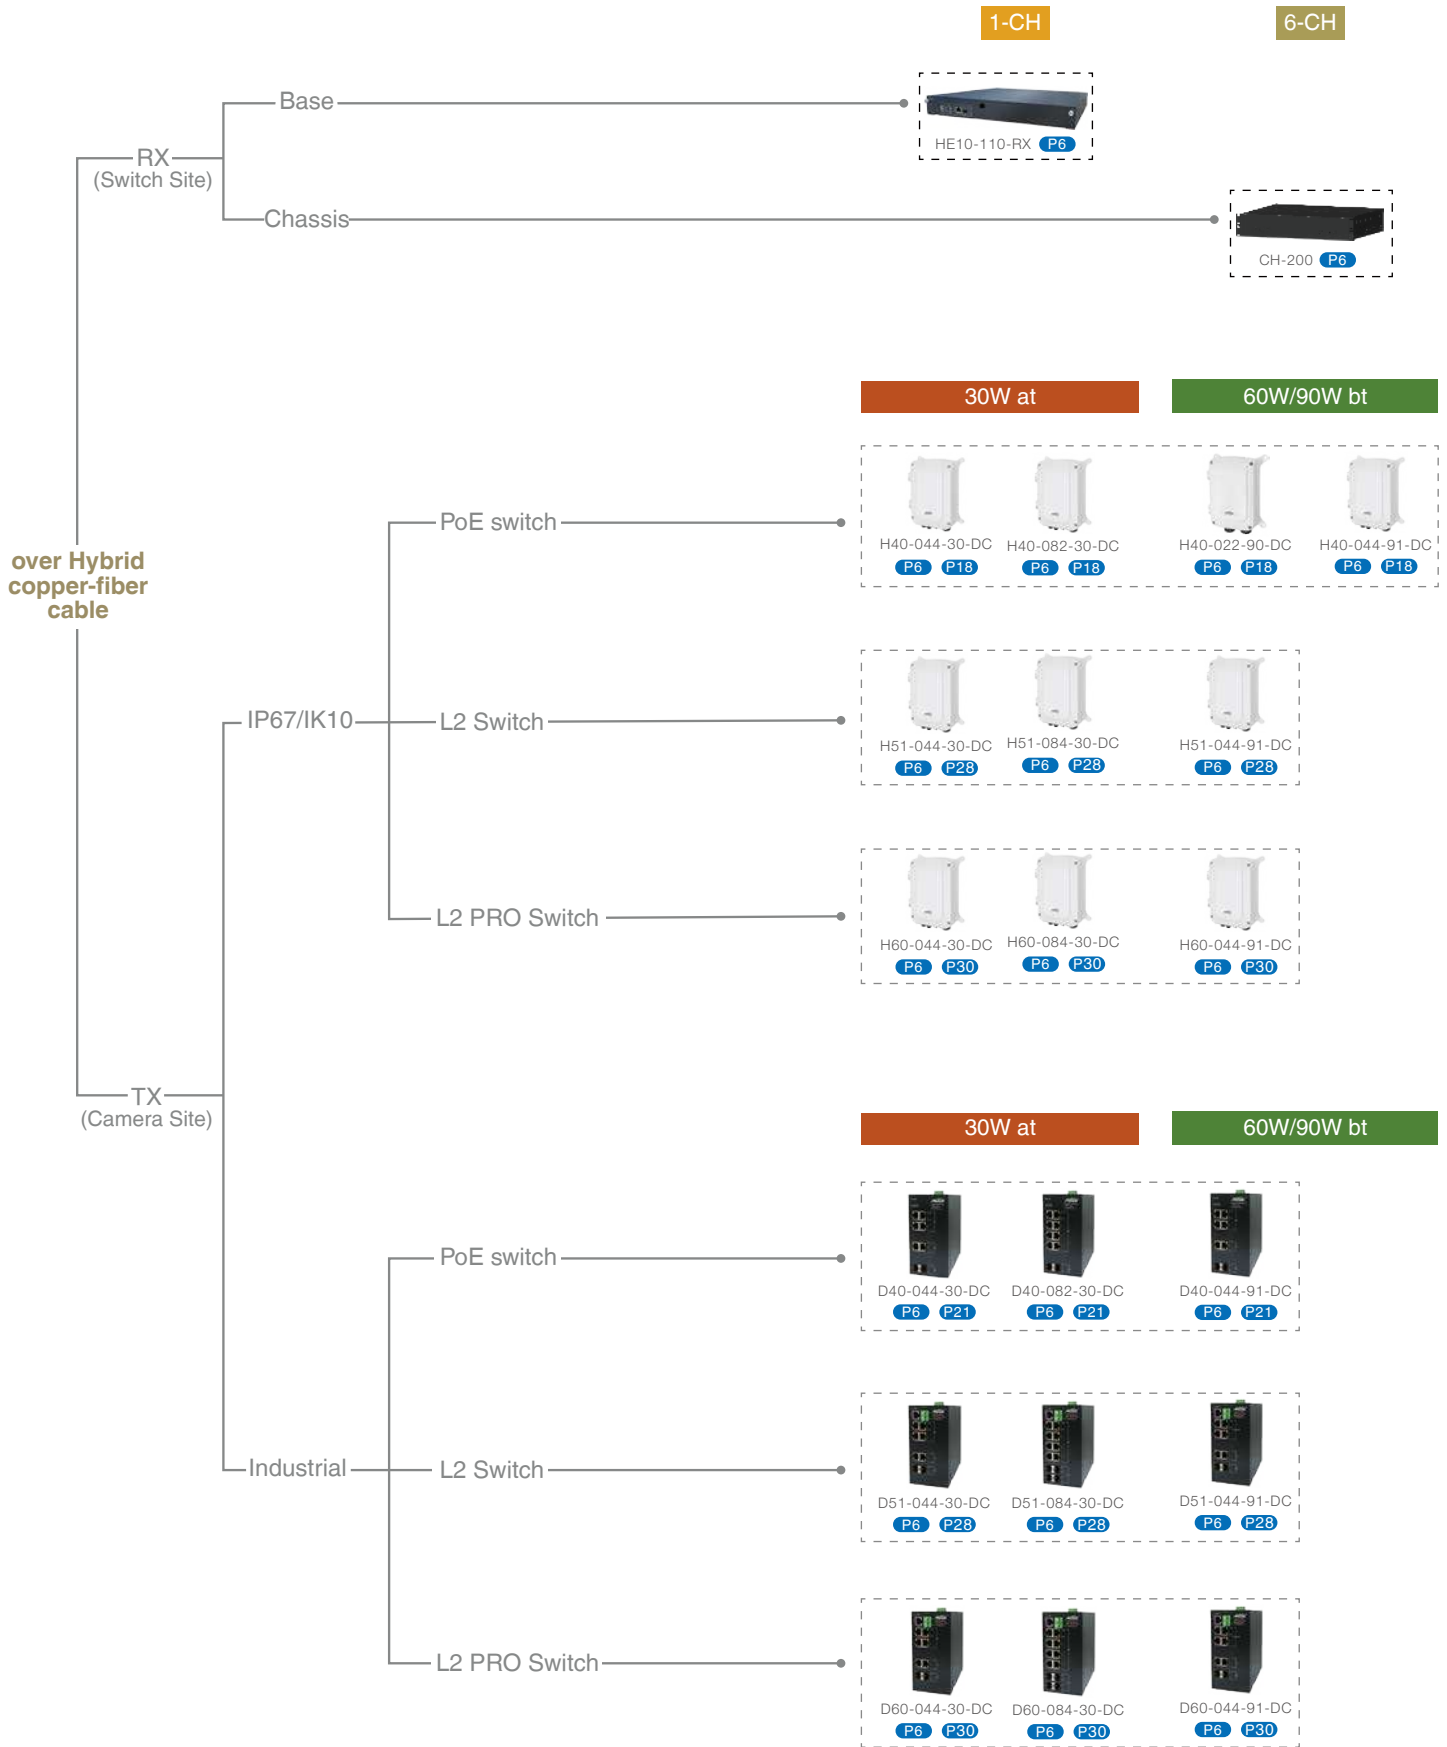 1-CH
6-CH
Base
HE10-110-RX P6
RX
(Switch Site)
Chassis
CH-200 P6
30W at
60W/90W bt
PoE switch
H40-044-30-DC
H40-082-30-DC
H40-022-90-DC
H40-044-91-DC
P6 P18
P6 P18
P6 P18
P6 P18
over Hybrid
copper-fiber
cable
IP67/IK10
L2 Switch
H51-044-30-DC
H51-084-30-DC
H51-044-91-DC
P6 P28
P6 P28
P6 P28
L2 PRO Switch
H60-044-30-DC
H60-084-30-DC
H60-044-91-DC
P6 P30
P6 P30
P6 P30
TX
(Camera Site)
30W at
60W/90W bt
PoE switch
D40-044-30-DC
D40-082-30-DC
D40-044-91-DC
P6 P21
P6 P21
P6 P21
Industrial
L2 Switch
D51-044-30-DC
D51-084-30-DC
D51-044-91-DC
P6 P28
P6 P28
P6 P28
L2 PRO Switch
D60-044-30-DC
D60-084-30-DC
D60-044-91-DC
P6 P30
P6 P30
P6 P30